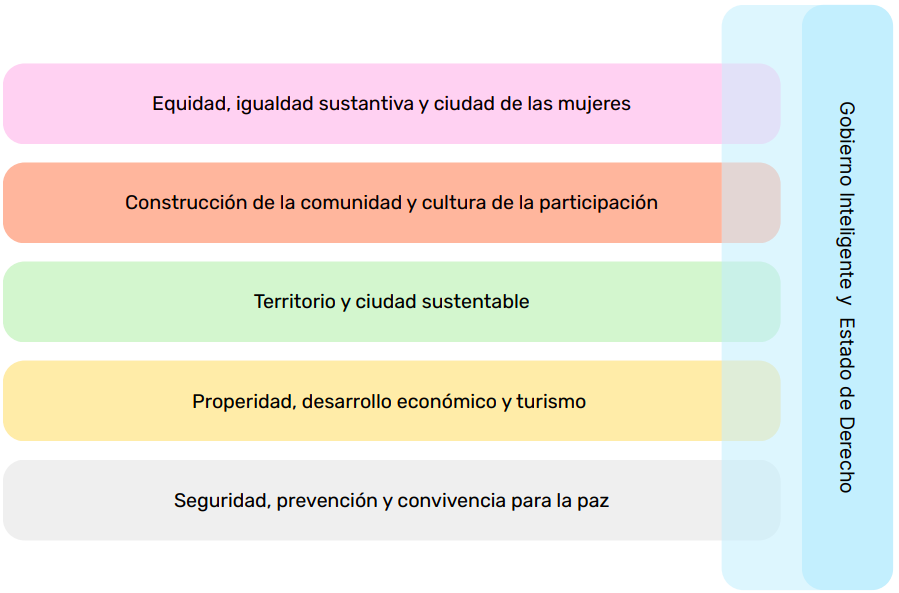 Equidad, igualdad sustantiva y ciudad de las mujeres
Construcción de la comunidad y cultura de la participación
Territorio y ciudad sustentable
Properidad, desarrollo económico y turismo
Seguridad, prevención y convivencia para la paz
Gobierno Inteligente y Estado de Derecho